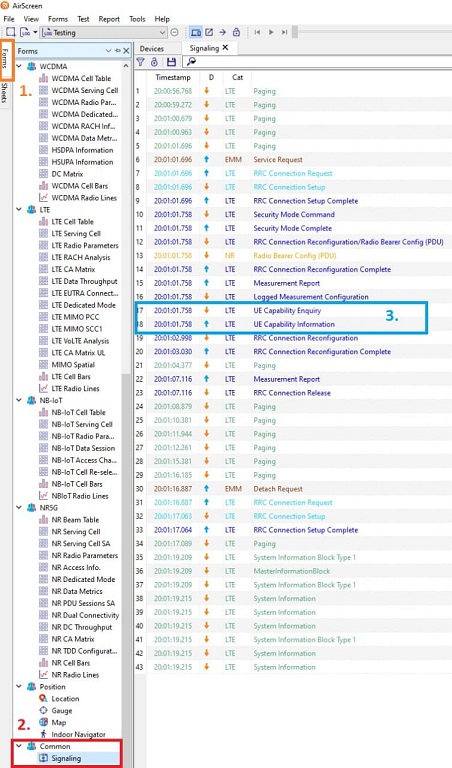 AirScreen
File View Forms Test Report Tools Help
Testing
Forms
Sheets
Forms
1.
WCDMA
WCDMA Cell Table
WCDMA Serving Cell
WCDMA Radio Par...
WCDMA Dedicated...
WCDMA RACH Inf...
WCDMA Data Metr...
HSDPA Information
HSUPA Information
DC Matrix
WCDMA Cell Bars
WCDMA Radio Lines
LTE
LTE Cell Table
LTE Serving Cell
LTE Radio Parameters
LTE RACH Analysis
LTE CA Matrix
LTE Data Throughput
LTE EUTRA Connect...
LTE Dedicated Mode
LTE MIMO PCC
LTE MIMO SCC1
LTE VoLTE Analysis
LTE CA Matrix UL
MIMO Spatial
LTE Cell Bars
LTE Radio Lines
NB-IoT
NB-IoT Cell Table
NB-IoT Serving Cell
NB-IoT Radio Para...
NB-IoT Data Session
NB-IoT Access Cha...
NB-IoT Cell Re-sele...
NB-IoT Cell Bars
NBIoT Radio Lines
NR5G
NR Beam Table
NR Serving Cell
NR Serving Cell SA
NR Radio Parameters
NR Access Info.
NR Dedicated Mode
NR Data Metrics
NR PDU Sessions SA
NR Dual Connectivity
NR DC Throughput
NR CA Matrix
NR TDD Configurat...
NR Cell Bars
NR Radio Lines
Position
Location
Gauge
Map
Indoor Navigator
2.
Common
Signaling
Devices Signaling
Timestamp D Cat
1 20:00:56.768 LTE Paging
2 20:00:59.272 LTE Paging
3 20:01:00.679 LTE Paging
4 20:01:00.963 LTE Paging
5 20:01:01.696 LTE Paging
6 20:01:01.696 EMM Service Request
7 20:01:01.696 LTE RRC Connection Request
8 20:01:01.696 LTE RRC Connection Setup
9 20:01:01.696 LTE RRC Connection Setup Complete
10 20:01:01.758 LTE Security Mode Command
11 20:01:01.758 LTE Security Mode Complete
12 20:01:01.758 LTE RRC Connection Reconfiguration/Radio Bearer Config (PDU)
13 20:01:01.758 NR Radio Bearer Config (PDU)
14 20:01:01.758 LTE RRC Connection Reconfiguration Complete
15 20:01:01.758 LTE Measurement Report
16 20:01:01.758 LTE Logged Measurement Configuration
17 20:01:01.758 LTE UE Capability Enquiry
3.
18 20:01:01.758 LTE UE Capability Information
19 20:01:02.998 LTE RRC Connection Reconfiguration
20 20:01:03.030 LTE RRC Connection Reconfiguration Complete
21 20:01:04.377 LTE Paging
22 20:01:07.116 LTE Measurement Report
23 20:01:07.116 LTE RRC Connection Release
24 20:01:08.879 LTE Paging
25 20:01:10.381 LTE Paging
26 20:01:11.944 LTE Paging
27 20:01:12.261 LTE Paging
28 20:01:15.381 LTE Paging
29 20:01:16.185 LTE Paging
30 20:01:16.887 EMM Detach Request
31 20:01:16.887 LTE RRC Connection Request
32 20:01:17.063 LTE RRC Connection Setup
33 20:01:17.064 LTE RRC Connection Setup Complete
34 20:01:17.089 LTE Paging
35 20:01:19.209 LTE System Information Block Type 1
36 20:01:19.209 LTE MasterInformationBlock
37 20:01:19.209 LTE System Information Block Type 1
38 20:01:19.215 LTE System Information
39 20:01:19.215 LTE System Information
40 20:01:19.215 LTE System Information
41 20:01:19.215 LTE System Information Block Type 1
42 20:01:19.215 LTE System Information
43 20:01:19.215 LTE System Information